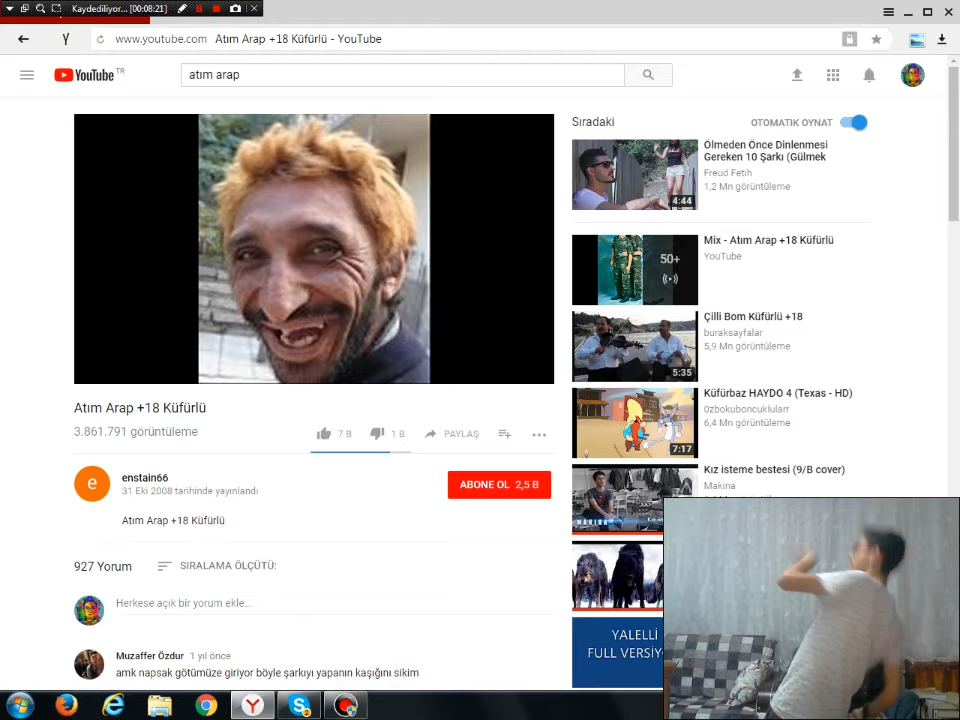 Kaydediliyor... [00:08:21]
www.youtube.com Atım Arap +18 Küfürlü - YouTube
YouTube TR
atım arap
Sıradaki
OTOMATIK OYNAT
Ölmeden Önce Dinlenmesi
Gereken 10 Şarkı (Gülmek
Freud Fetih
1,2 Mn görüntüleme
4:44
Mix - Atım Arap +18 Küfürlü
YouTube
50+
Çilli Bom Küfürlü +18
buraksayfalar
5,9 Mn görüntüleme
5:35
Küfürbaz HAYDO 4 (Texas - HD)
0zbokuboncuklularr
6,4 Mn görüntüleme
7:17
Kız isteme bestesi (9/B cover)
Makina
MAKINA
YALELLİ
FULL VERSİY
Atım Arap +18 Küfürlü
3.861.791 görüntüleme
7 B
1 B
PAYLAŞ
enstain66
31 Eki 2008 tarihinde yayınlandı
ABONE OL 2,5 B
Atım Arap +18 Küfürlü
927 Yorum
SIRALAMA ÖLÇÜTÜ:
Herkese açık bir yorum ekle...
Muzaffer Özdur 1 yıl önce
amk napsak götümüze giriyor böyle şarkıyı yapanın kaşığını sikim